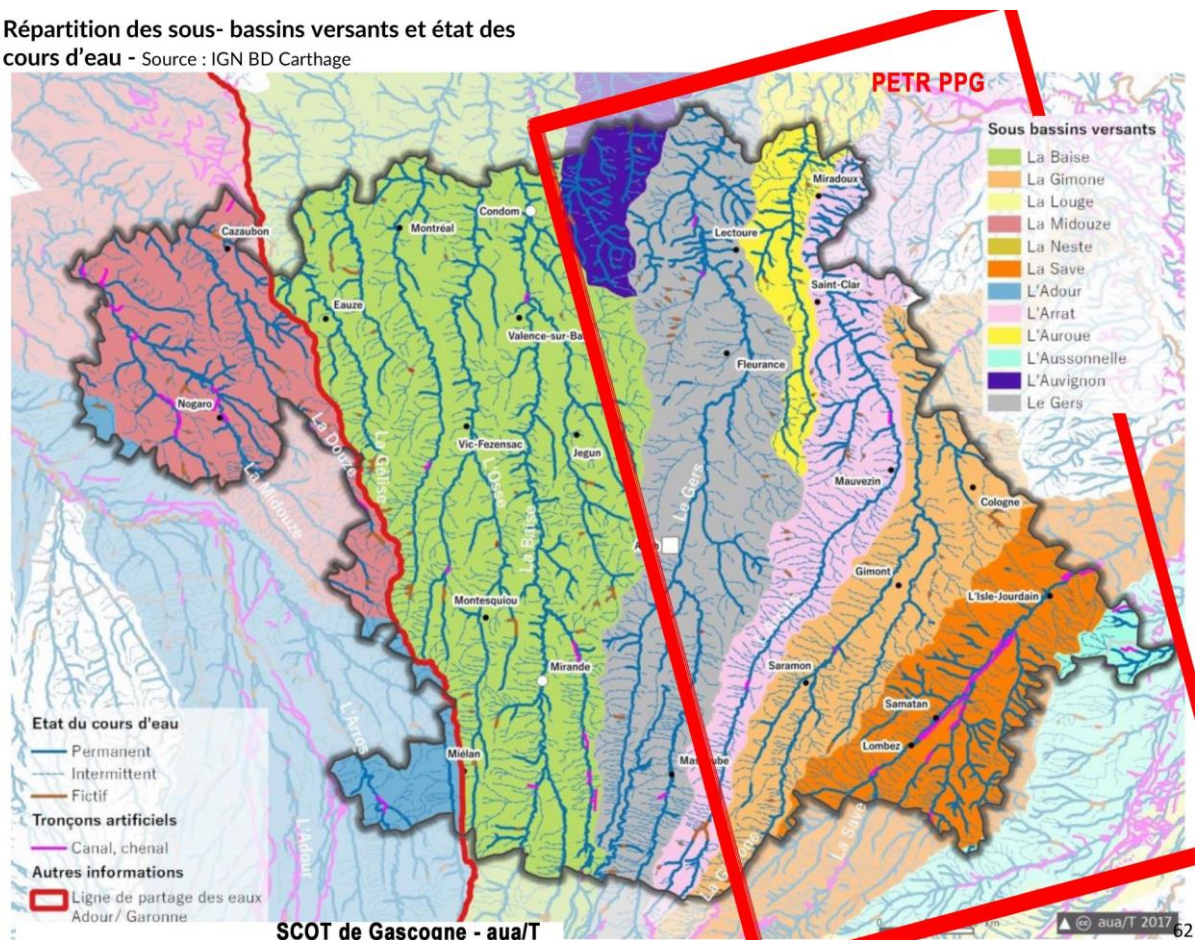 Répartition des sous- bassins versants et état des
cours d'eau - Source : IGN BD Carthage
PETR PPG
Sous bassins versants
La Baise
La Gimone
La Louge
La Midouze
La Neste
La Save
L'Adour
L'Arrat
L'Auroue
L'Aussonnelle
L'Auvignon
Le Gers
Miradoux
Condom
Montréal
Cazaubon
Lectoure
Saint-Clar
Eauze
Valence-sur-Ba
Fleurance
Nogaro
La Douze
La Gélise
Vic-Fezensac
L'Osse
Jegun
Le Gers
Mauvezin
Cologne
La Midouze
La Baise
Gimont
L'Isle-Jourdain
Montesquiou
Mirande
Saramon
Samatan
Lombez
L'Arros
Miélan
La Save
L'Adour
Etat du cours d'eau
Permanent
Intermittent
Fictif
Tronçons artificiels
Canal, chenal
Autres informations
Ligne de partage des eaux
Adour/ Garonne
SCOT de Gascogne - aua/T
cc aua/T 2017
62